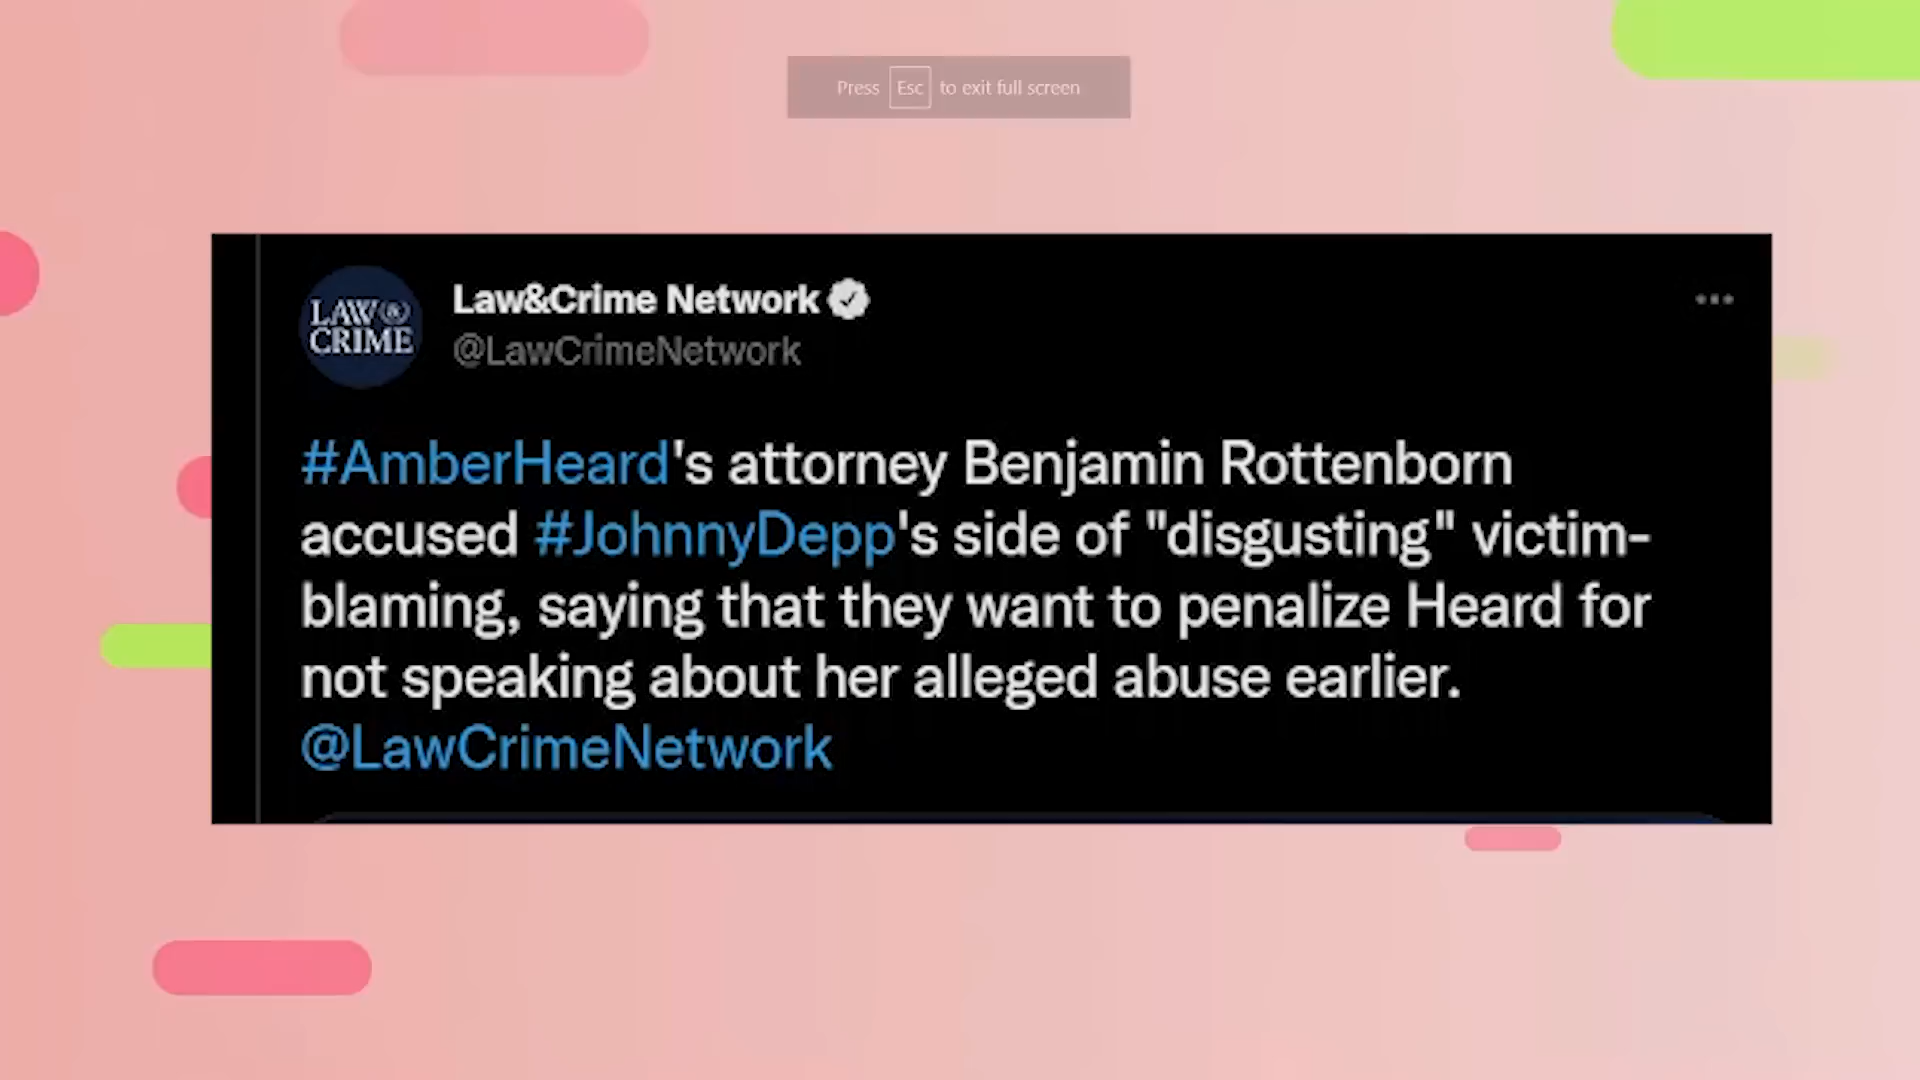 Press Esc to exit full screen
LAW &
CRIME
Law&Crime Network
@LawCrimeNetwork
#AmberHeard's attorney Benjamin Rottenborn
accused #JohnnyDepp's side of "disgusting" victim-
blaming, saying that they want to penalize Heard for
not speaking about her alleged abuse earlier.
@LawCrimeNetwork